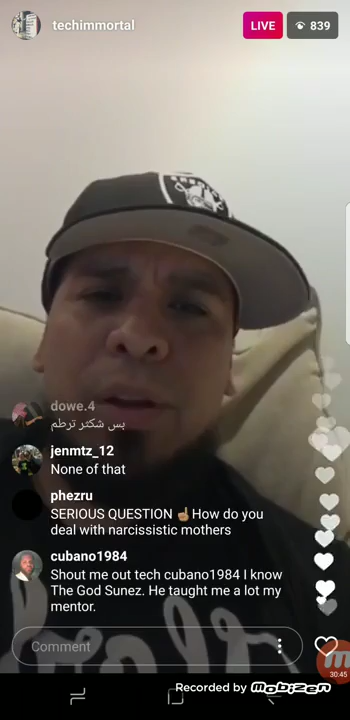 techimmortal
LIVE
839
dowe.4
بس شكثر ترطم
jenmtz_12
None of that
phezru
SERIOUS QUESTION ☝🏽How do you
deal with narcissistic mothers
cubano1984
Shout me out tech cubano1984 I know
The God Sunez. He taught me a lot my
mentor.
Comment
30:45
Recorded by Mobizen